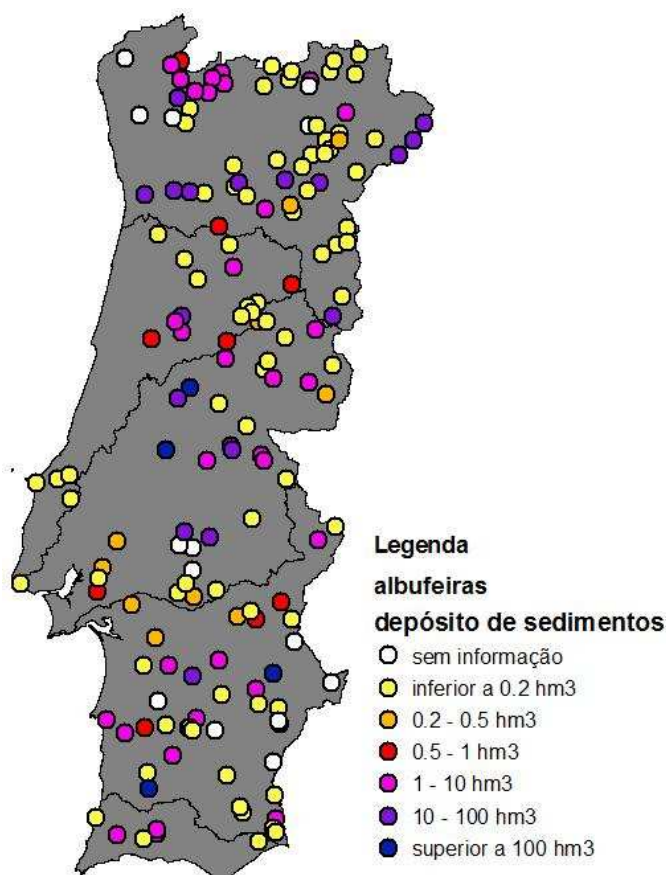 Legenda
albufeiras
depósito de sedimentos
sem informação
inferior a 0.2 hm3
0.2 - 0.5 hm3
0.5 - 1 hm3
1 - 10 hm3
10 - 100 hm3
superior a 100 hm3